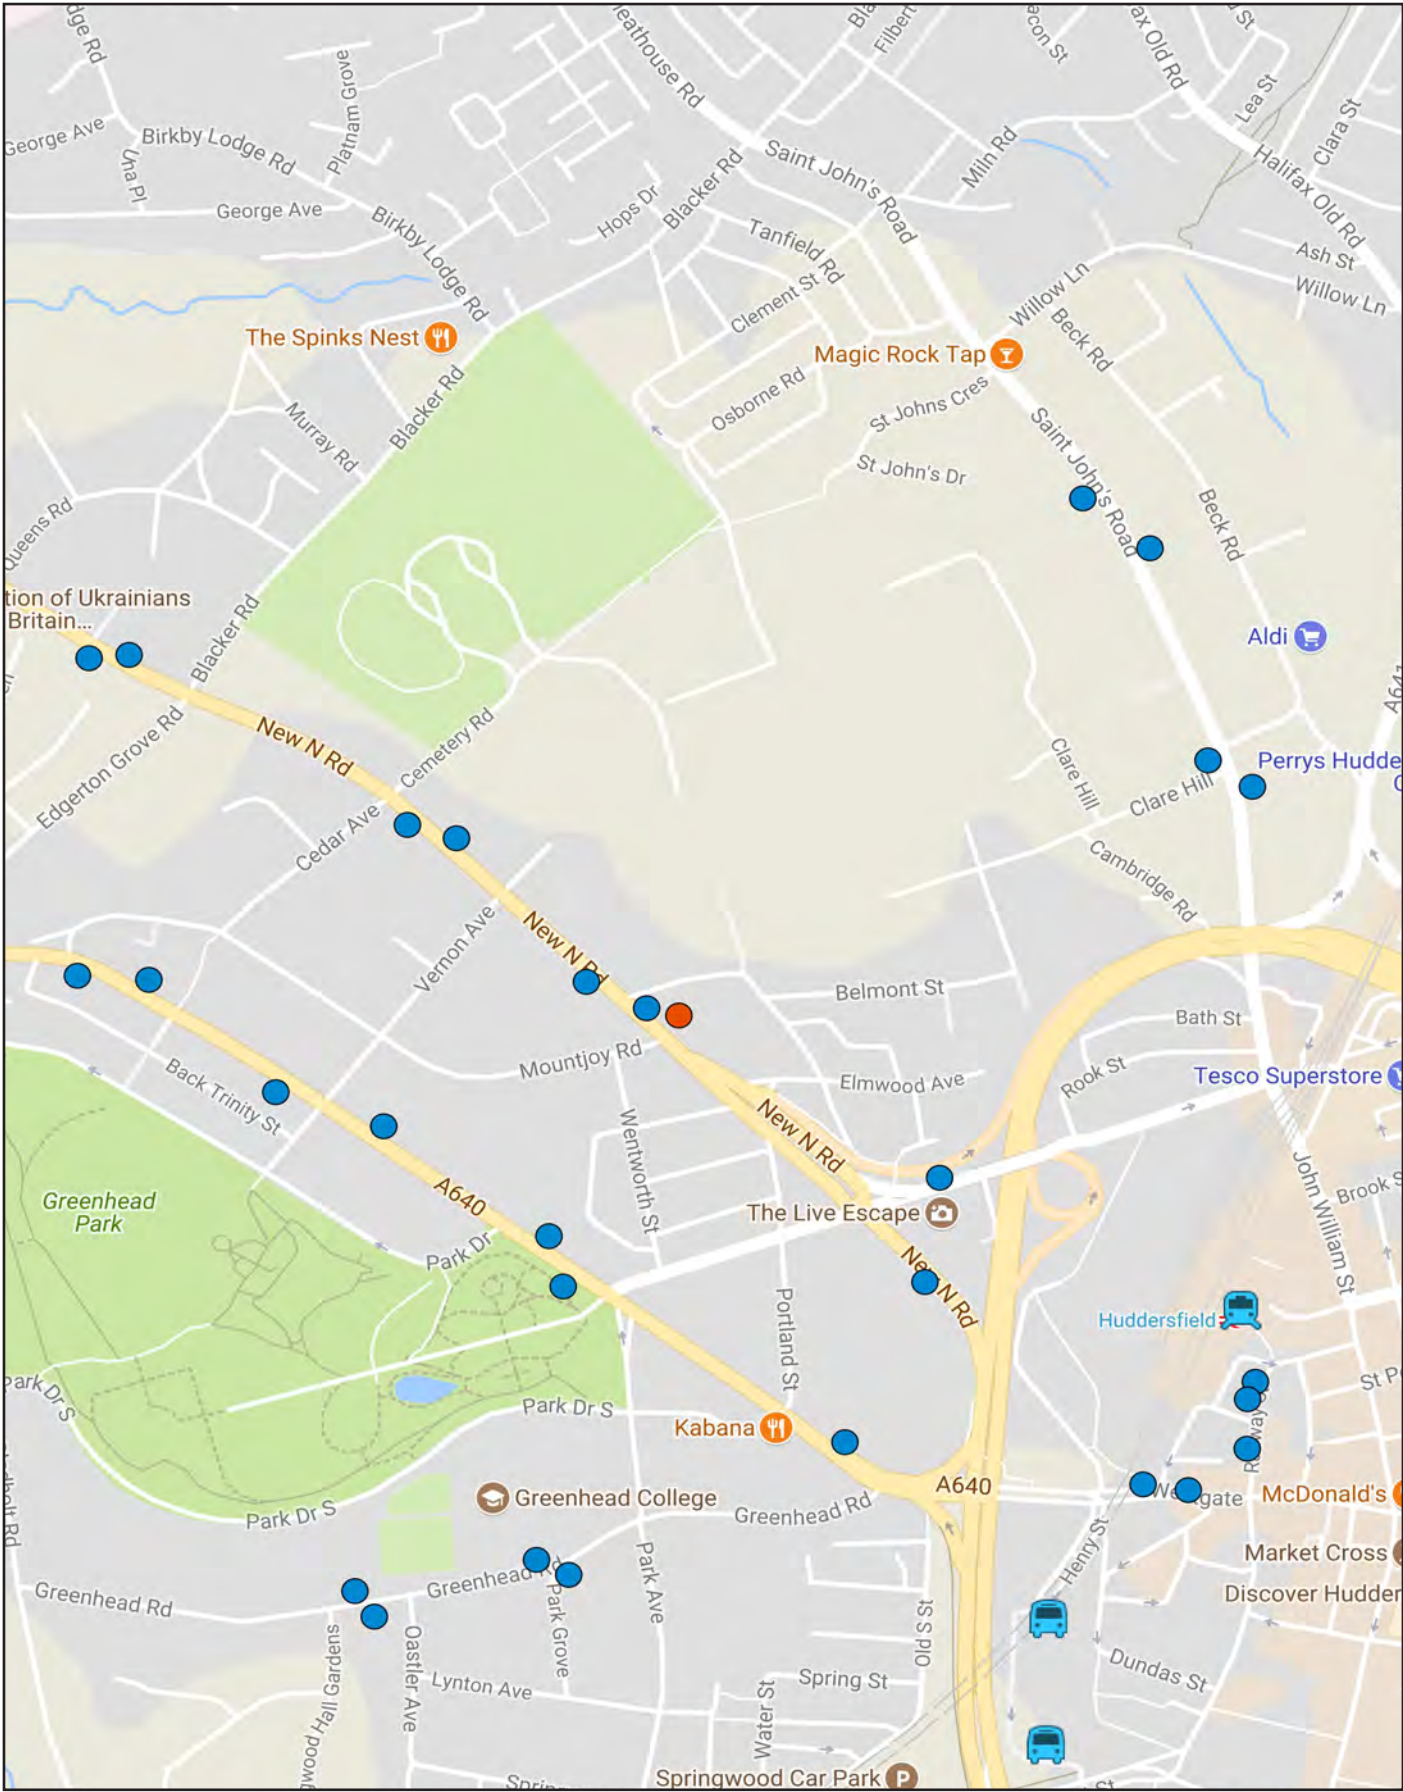 Birkby Lodge Rd
George Ave
Una Pl
Platnam Grove
George Ave
Birkby Lodge Rd
Hops Dr
Blacker Rd
Saint John's Road
Miln Rd
Lea St
Clara St
Halifax Old Rd
Ash St
Willow Ln
Willow Ln
Tanfield Rd
Clement St
The Spinks Nest
Magic Rock Tap
Beck Rd
Blacker Rd
Murray Rd
Osborne Rd
St Johns Cres
St John's Dr
Saint John's Road
Beck Rd
Queens Rd
tion of Ukrainians
Britain...
Blacker Rd
Aldi
A641
Edgerton Grove Rd
New N Rd
Cemetery Rd
Clare Hill
Clare Hill
Perrys Hudde
Cedar Ave
Cambridge Rd
Vernon Ave
New N Rd
Belmont St
Bath St
Mountjoy Rd
Elmwood Ave
Rook St
Tesco Superstore
Back Trinity St
Wentworth St
New N Rd
John William St
Brook S
Greenhead
Park
A640
Park Dr
The Live Escape
New N Rd
Portland St
Huddersfield
St P
Park Dr S
Park Dr S
Kabana
A640
Westgate
McDonald's
Greenhead College
Greenhead Rd
Park Dr S
Henry St
Market Cross
Discover Hudder
Greenhead Rd
Greenhead Rd
Park Grove
Park Ave
Old S St
Oastler Ave
Lynton Ave
Water St
Spring St
Dundas St
gwood Hall Gardens
Springwood Car Park
P
St